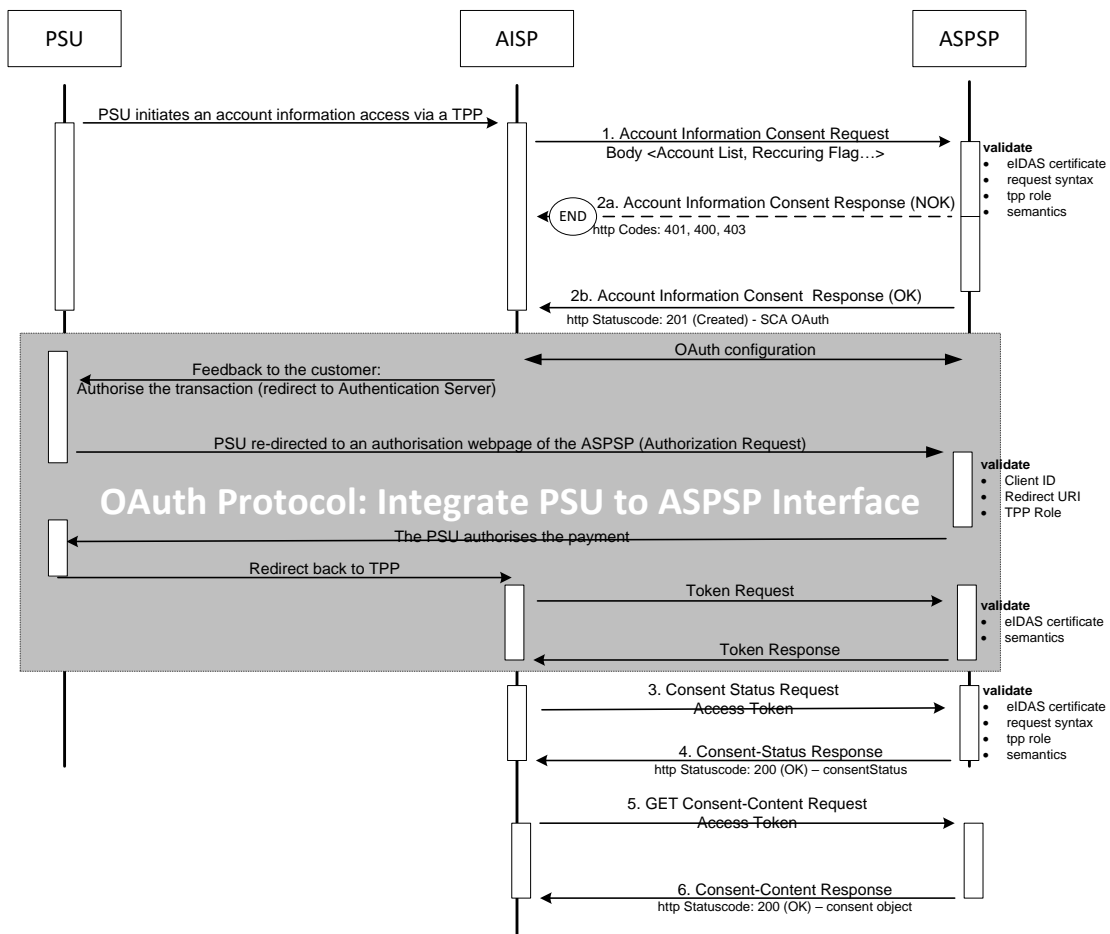 PSU
AISP
ASPSP
PSU initiates an account information access via a TPP
1. Account Information Consent Request
Body <Account List, Reccuring Flag…>
validate
• eIDAS certificate
• request syntax
• tpp role
• semantics
2a. Account Information Consent Response (NOK)
END
http Codes: 401, 400, 403
2b. Account Information Consent Response (OK)
http Statuscode: 201 (Created) - SCA OAuth
OAuth configuration
Feedback to the customer:
Authorise the transaction (redirect to Authentication Server)
PSU re-directed to an authorisation webpage of the ASPSP (Authorization Request)
validate
• Client ID
• Redirect URI
• TPP Role
OAuth Protocol: Integrate PSU to ASPSP Interface
The PSU authorises the payment
Redirect back to TPP
Token Request
validate
• eIDAS certificate
• semantics
Token Response
3. Consent Status Request
Access Token
validate
• eIDAS certificate
• request syntax
• tpp role
• semantics
4. Consent-Status Response
http Statuscode: 200 (OK) – consentStatus
5. GET Consent-Content Request
Access Token
6. Consent-Content Response
http Statuscode: 200 (OK) – consent object